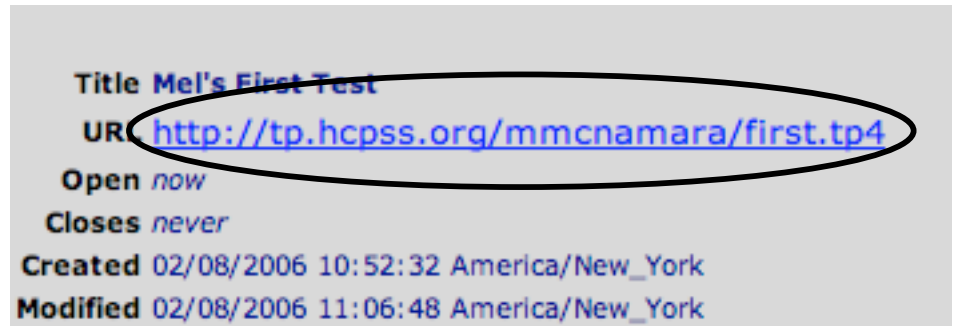 Title Mel's First Test
URL http://tp.hcpss.org/mmcnamara/first.tp4
Open now
Closes never
Created 02/08/2006 10:52:32 America/New_York
Modified 02/08/2006 11:06:48 America/New_York